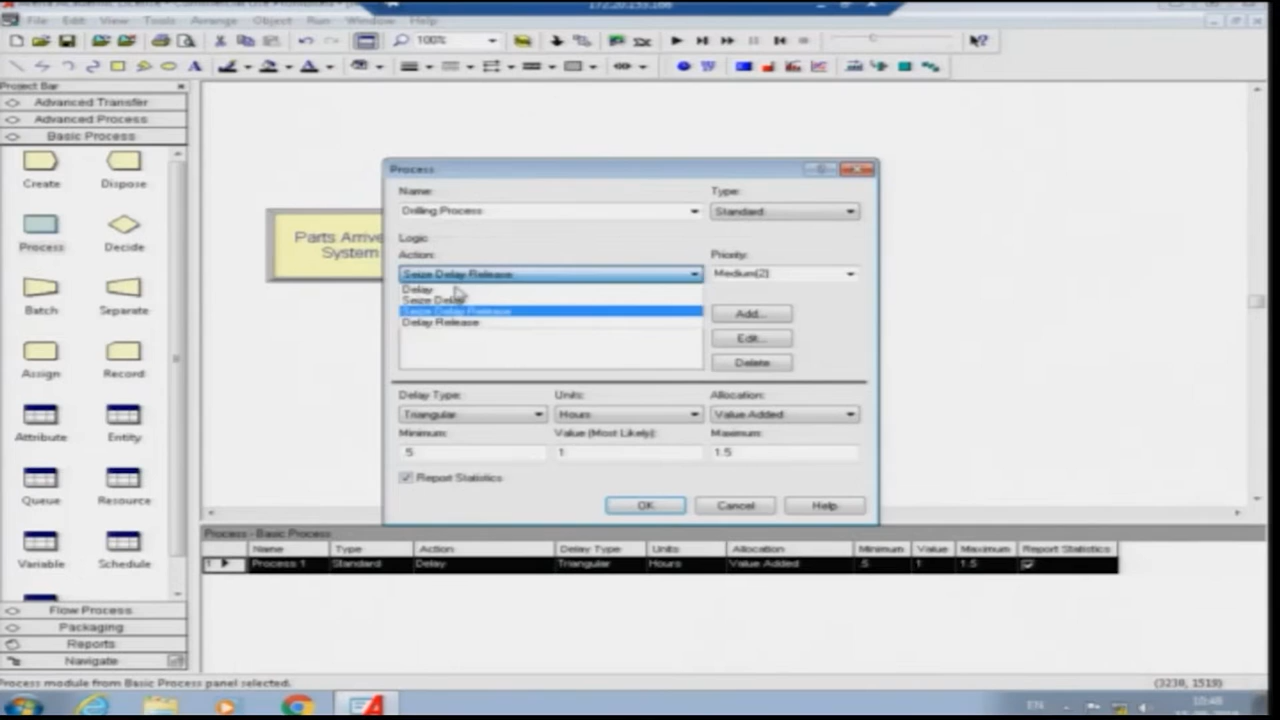 172.20.155.166
File Edit View Tools Arrange Object Run Window Help
100%
Project Bar
Advanced Transfer
Advanced Process
Basic Process
Create Dispose
Process Decide
Batch Separate
Assign Record
Attribute Entity
Queue Resource
Variable Schedule
Flow Process
Packaging
Reports
Navigate
Parts Arrive
System
Process
Name: Type:
Drilling Process Standard
Logic
Action: Priority:
Seize Delay Release Medium(2)
Delay
Seize Delay
Seize Delay Release
Delay Release
Add...
Edit...
Delete
Delay Type: Units: Allocation:
Triangular Hours Value Added
Minimum: Value (Most Likely): Maximum:
.5 1 1.5
Report Statistics
OK Cancel Help
Process - Basic Process
Name Type Action Delay Type Units Allocation Minimum Value Maximum Report Statistics
1 Process 1 Standard Delay Triangular Hours Value Added .5 1 1.5
Process module from Basic Process panel selected. (3238, 1519)
EN 10:48